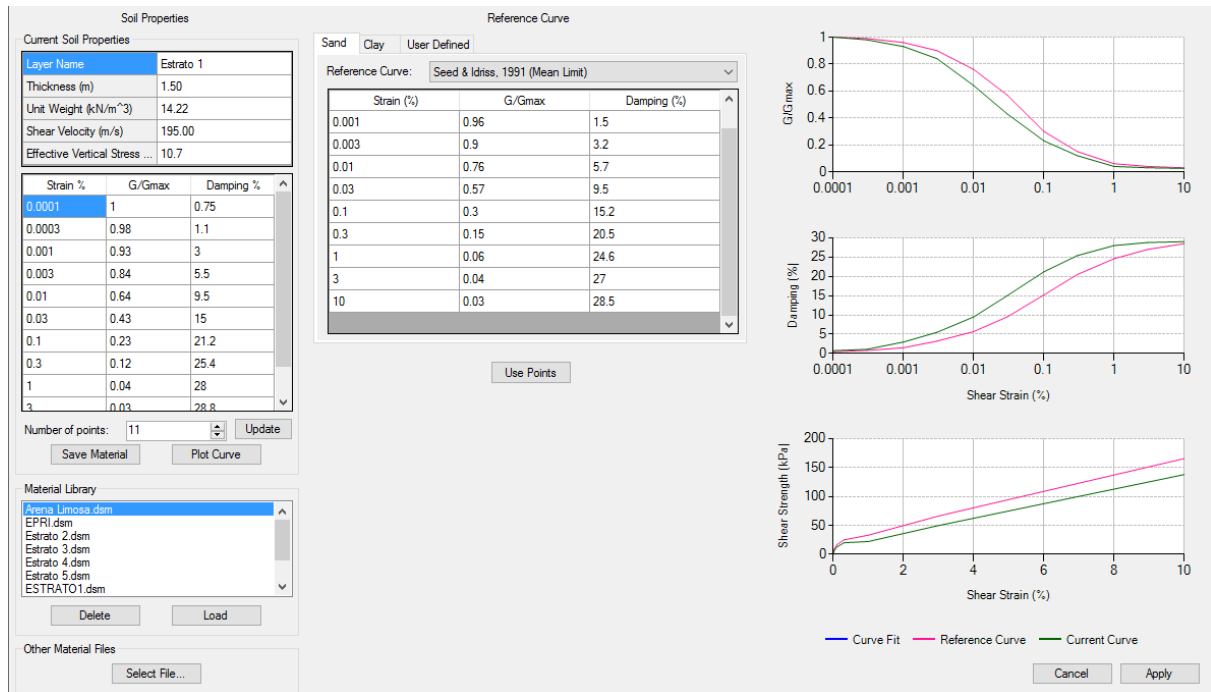 Soil Properties
Current Soil Properties
Layer Name Estrato 1
Thickness (m) 1.50
Unit Weight (kN/m^3) 14.22
Shear Velocity (m/s) 195.00
Effective Vertical Stress ... 10.7
Strain % G/Gmax Damping %
0.0001 1 0.75
0.0003 0.98 1.1
0.001 0.93 3
0.003 0.84 5.5
0.01 0.64 9.5
0.03 0.43 15
0.1 0.23 21.2
0.3 0.12 25.4
1 0.04 28
3 0.03 28.8
Number of points: 11 Update
Save Material Plot Curve
Material Library
Arena Limosa.dsm
EPRI.dsm
Estrato 2.dsm
Estrato 3.dsm
Estrato 4.dsm
Estrato 5.dsm
ESTRATO1.dsm
Delete Load
Other Material Files
Select File...
Reference Curve
Sand Clay User Defined
Reference Curve: Seed & Idriss, 1991 (Mean Limit)
Strain (%) G/Gmax Damping (%)
0.001 0.96 1.5
0.003 0.9 3.2
0.01 0.76 5.7
0.03 0.57 9.5
0.1 0.3 15.2
0.3 0.15 20.5
1 0.06 24.6
3 0.04 27
10 0.03 28.5
Use Points
G/Gmax
1
0.8
0.6
0.4
0.2
0
0.0001 0.001 0.01 0.1 1 10
Damping (%)
30
25
20
15
10
5
0
0.0001 0.001 0.01 0.1 1 10
Shear Strain (%)
Shear Strength (kPa)
200
150
100
50
0
0 2 4 6 8 10
Shear Strain (%)
Curve Fit Reference Curve Current Curve
Cancel Apply